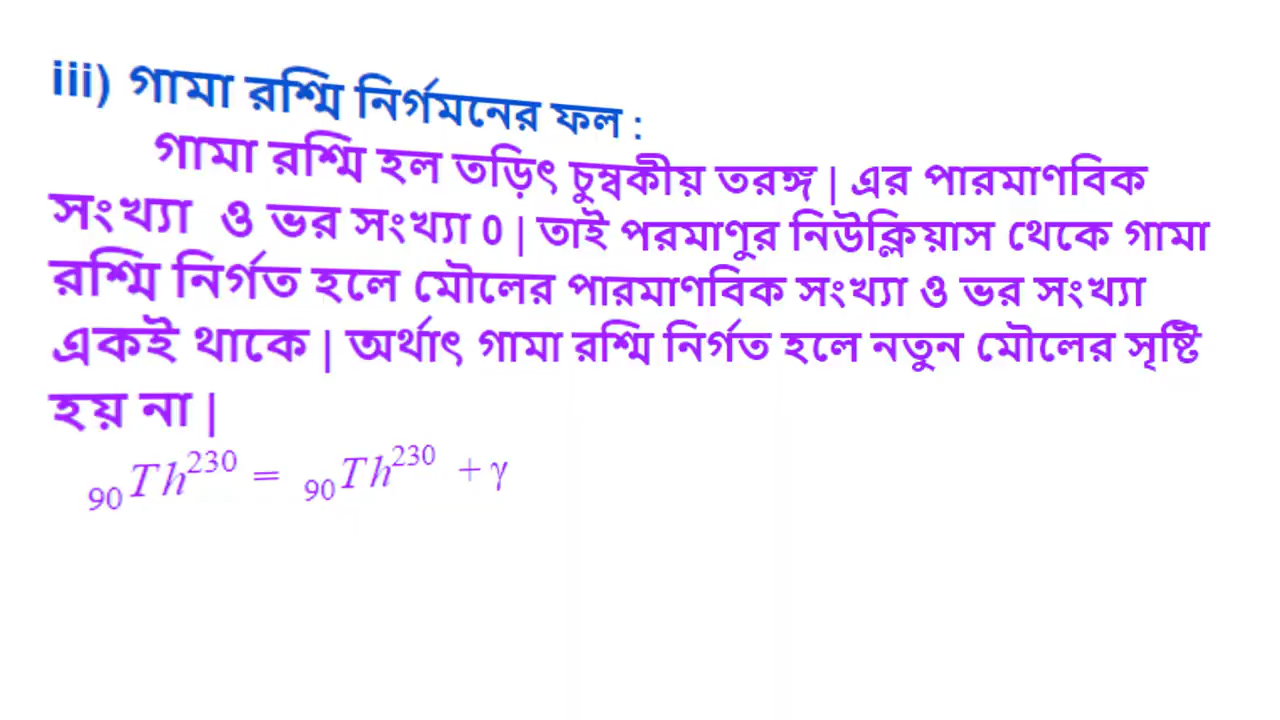 iii) গামা রশ্মি নির্গমনের ফল :
গামা রশ্মি হল তড়িৎ চুম্বকীয় তরঙ্গ | এর পারমাণবিক
সংখ্যা ও ভর সংখ্যা 0 | তাই পরমাণুর নিউক্লিয়াস থেকে গামা
রশ্মি নির্গত হলে মৌলের পারমাণবিক সংখ্যা ও ভর সংখ্যা
একই থাকে | অর্থাৎ গামা রশ্মি নির্গত হলে নতুন মৌলের সৃষ্টি
হয় না |
₉₀Th²³⁰ = ₉₀Th²³⁰ + γ